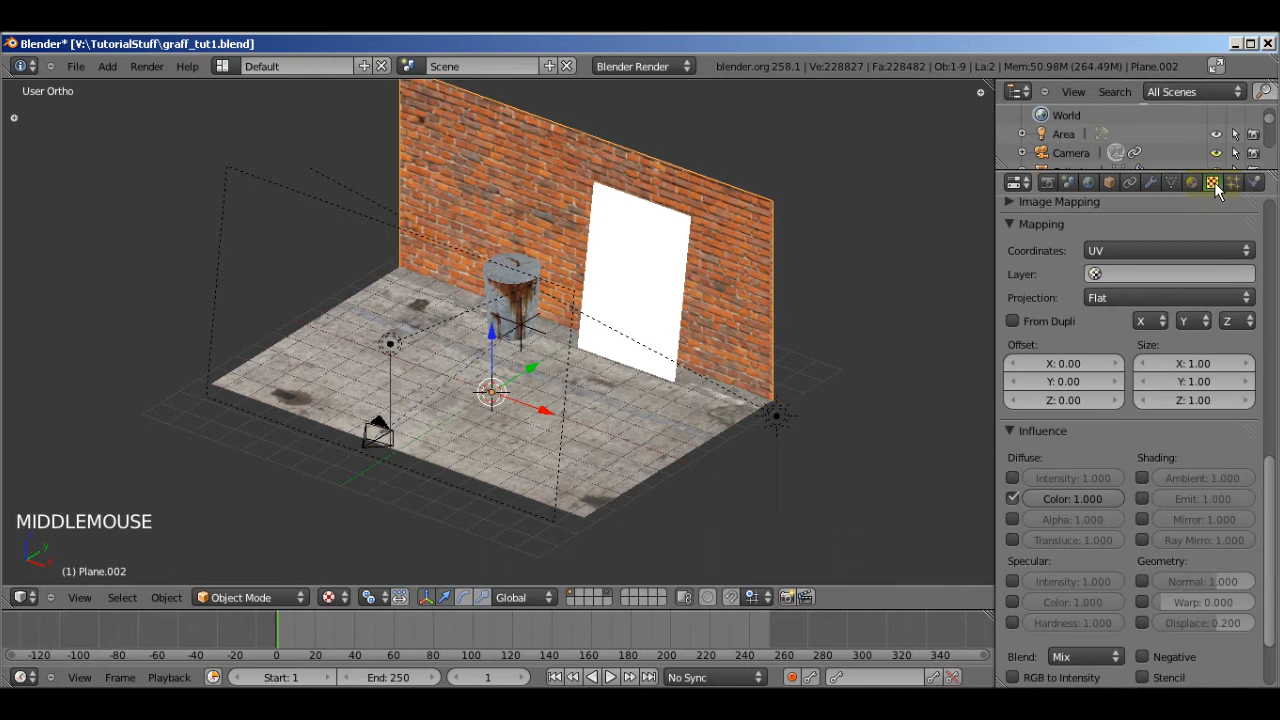 Blender* [V:\TutorialStuff\graff_tut1.blend]
File Add Render Help Default Scene Blender Render blender.org 258.1 | Ve:228827 | Fa:228482 | Ob:1-9 | La:2 | Mem:50.98M (264.49M) | Plane.002
User Ortho
View Search All Scenes
World
Area
Camera
Image Mapping
Mapping
Coordinates: UV
Layer:
Projection: Flat
From Dupli X Y Z
Offset: Size:
X: 0.00 X: 1.00
Y: 0.00 Y: 1.00
Z: 0.00 Z: 1.00
Influence
Diffuse: Shading:
Intensity: 1.000 Ambient: 1.000
Color: 1.000 Emit: 1.000
Alpha: 1.000 Mirror: 1.000
Transluce: 1.000 Ray Mirro: 1.000
Specular: Geometry:
Intensity: 1.000 Normal: 1.000
Color: 1.000 Warp: 0.000
Hardness: 1.000 Displace: 0.200
Blend: Mix Negative
RGB to Intensity Stencil
MIDDLEMOUSE
z y x
(1) Plane.002
View Select Object Object Mode Global
-120 -100 -80 -60 -40 -20 0 20 40 60 80 100 120 140 160 180 200 220 240 260 280 300 320 340
View Frame Playback Start: 1 End: 250 1 No Sync